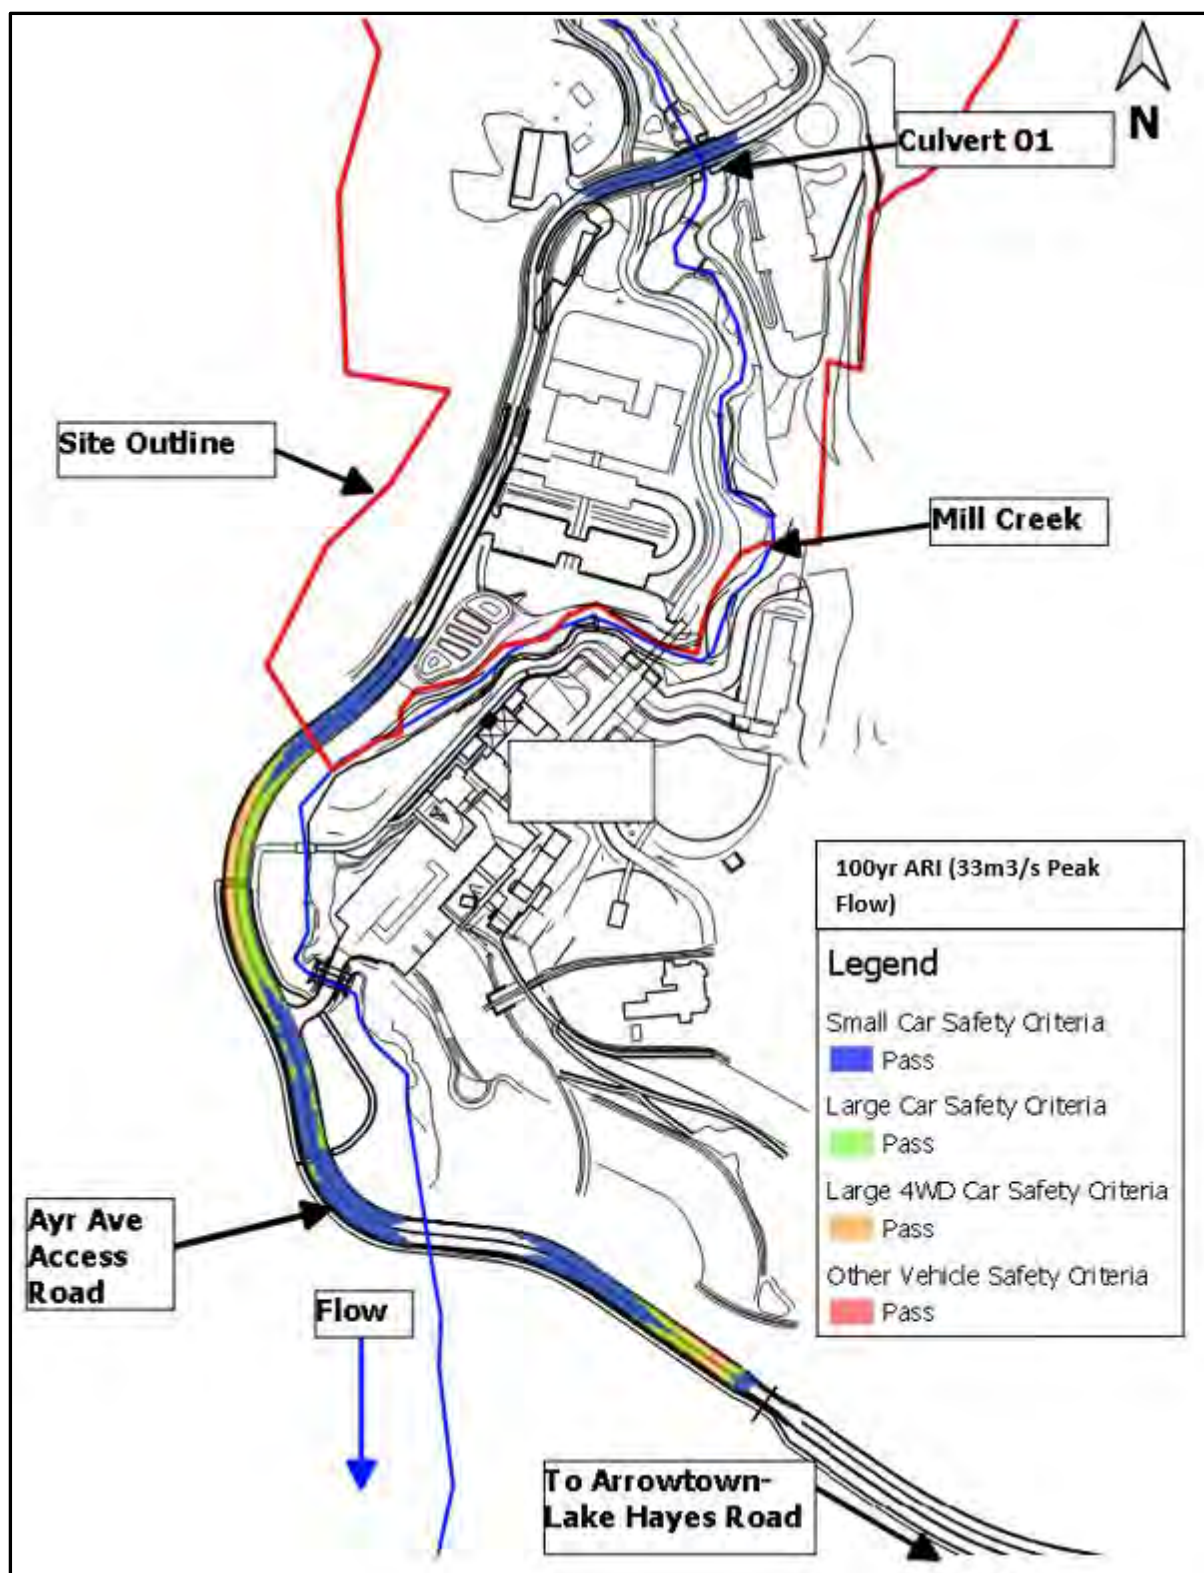 N
Culvert 01
Site Outline
Mill Creek
100yr ARI (33m3/s Peak
Flow)
Legend
Small Car Safety Criteria
Pass
Large Car Safety Criteria
Pass
Large 4WD Car Safety Criteria
Pass
Other Vehicle Safety Criteria
Pass
Ayr Ave
Access
Road
Flow
To Arrowtown-
Lake Hayes Road